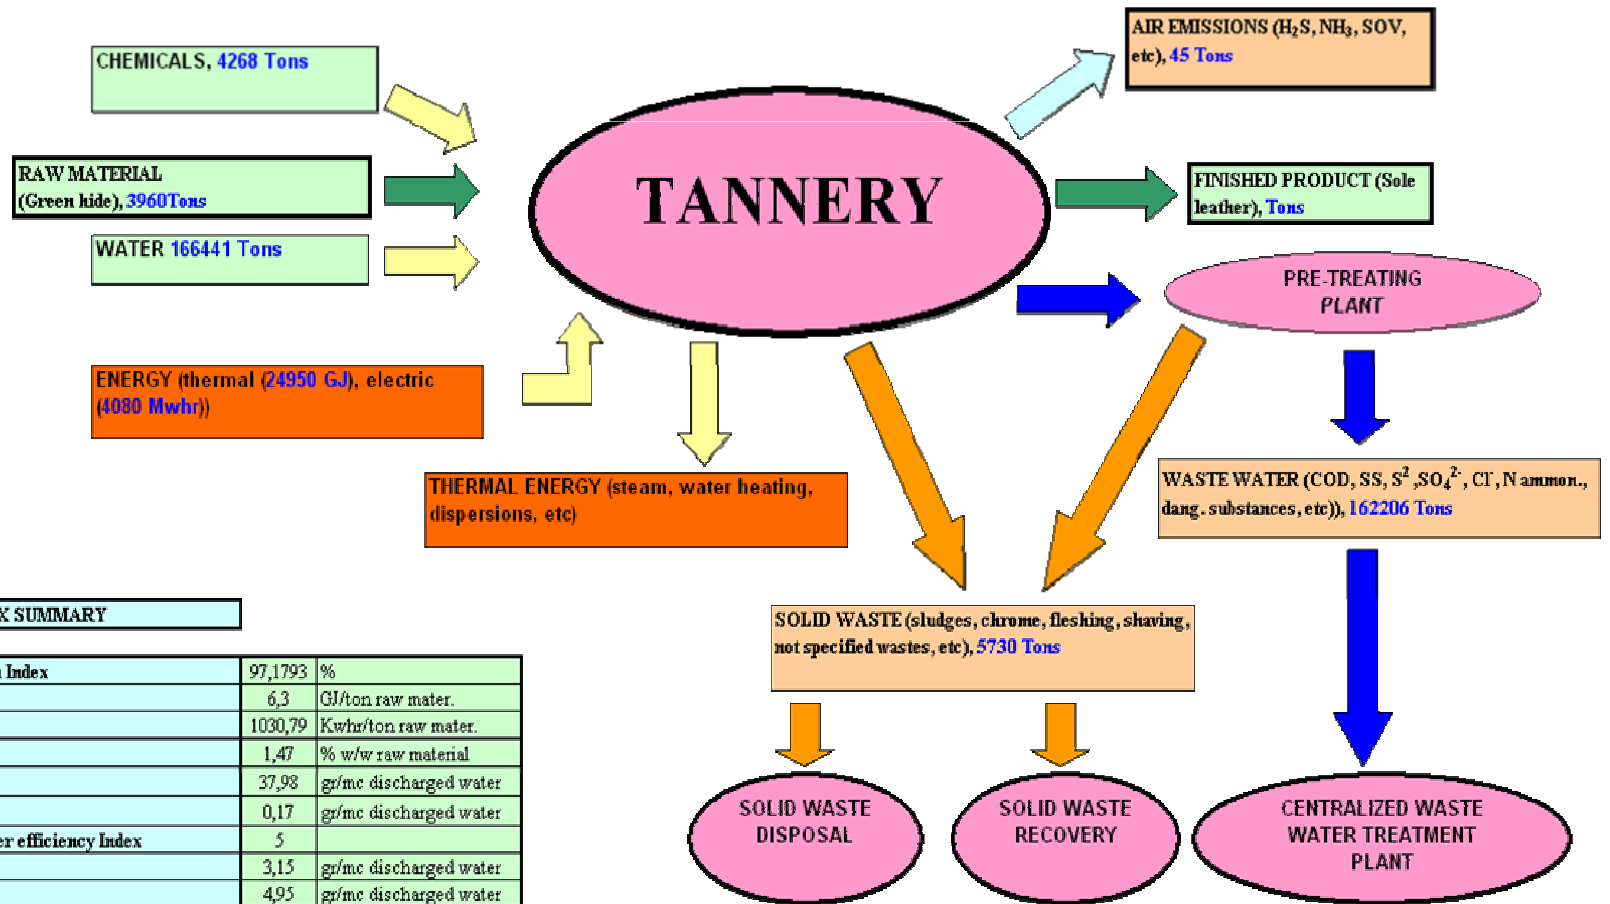 AIR EMISSIONS (H₂S, NH₃, SOV,
etc), 45 Tons
CHEMICALS, 4268 Tons
RAW MATERIAL
(Green hide), 3960Tons
TANNERY
FINISHED PRODUCT (Sole
leather), Tons
WATER 166441 Tons
PRE-TREATING
PLANT
ENERGY (thermal (24950 GJ), electric
(4080 Mwhr))
THERMAL ENERGY (steam, water heating,
dispersions, etc)
WASTE WATER (COD, SS, S² ,SO₄²⁻, Cl⁻, N ammon.,
dang. substances, etc)), 162206 Tons
SOLID WASTE (sludges, chrome, fleshing, shaving,
not specified wastes, etc), 5730 Tons
X SUMMARY
Index 97,1793 %
6,3 GJ/ton raw mater.
1030,79 Kwhr/ton raw mater.
1,47 % w/w raw material
37,98 gr/mc discharged water
0,17 gr/mc discharged water
er efficiency Index 5
3,15 gr/mc discharged water
4,95 gr/mc discharged water
SOLID WASTE
DISPOSAL
SOLID WASTE
RECOVERY
CENTRALIZED WASTE
WATER TREATMENT
PLANT